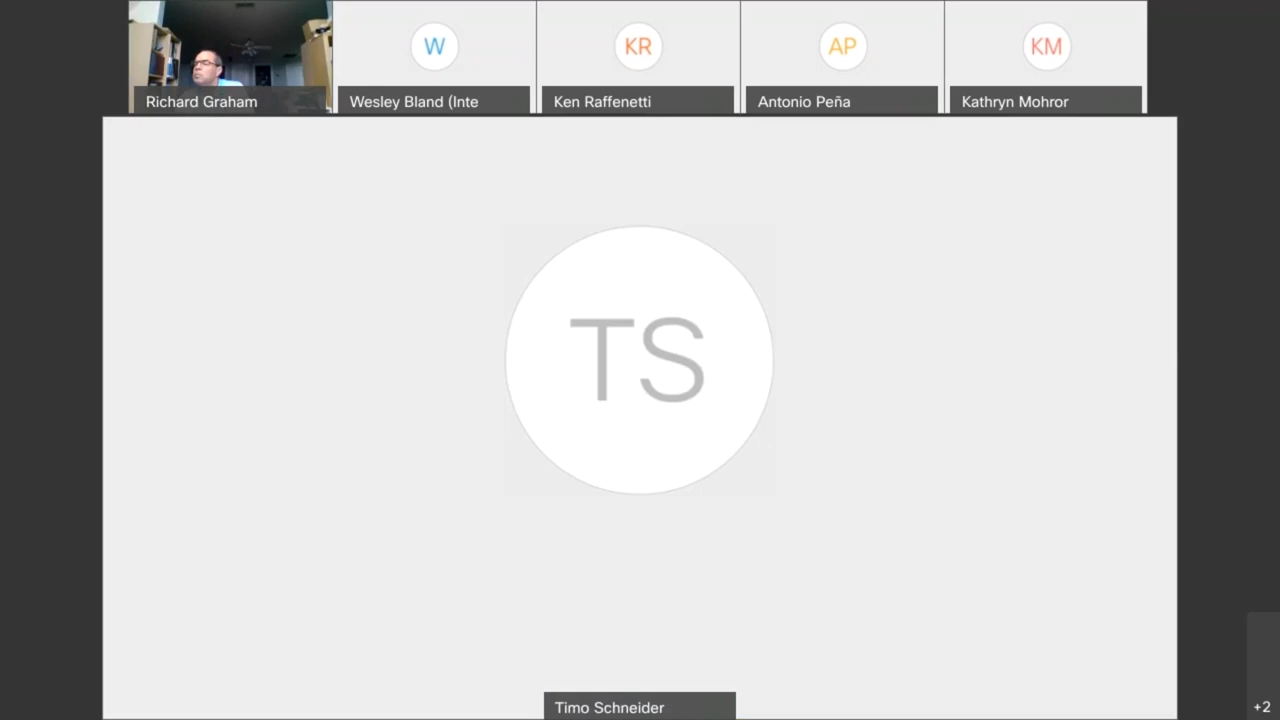 W
KR
AP
KM
Richard Graham
Wesley Bland (Inte
Ken Raffenetti
Antonio Peña
Kathryn Mohror
TS
+2
Timo Schneider